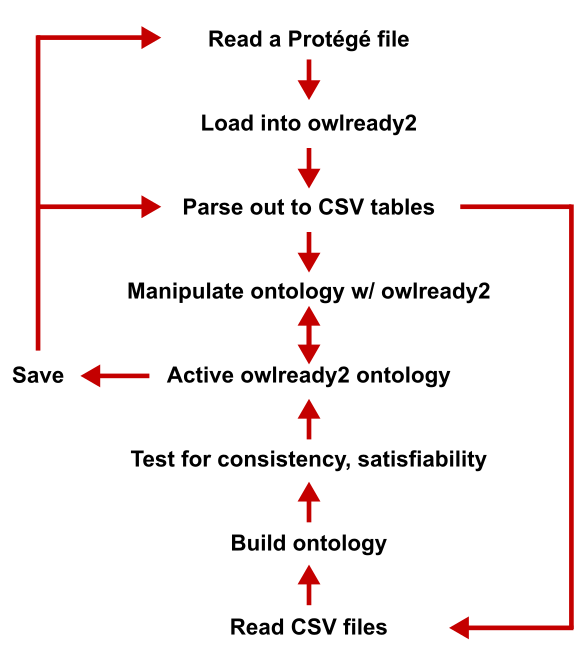 Read a Protégé file
Load into owlready2
Parse out to CSV tables
Manipulate ontology w/ owlready2
Save
Active owlready2 ontology
Test for consistency, satisfiability
Build ontology
Read CSV files